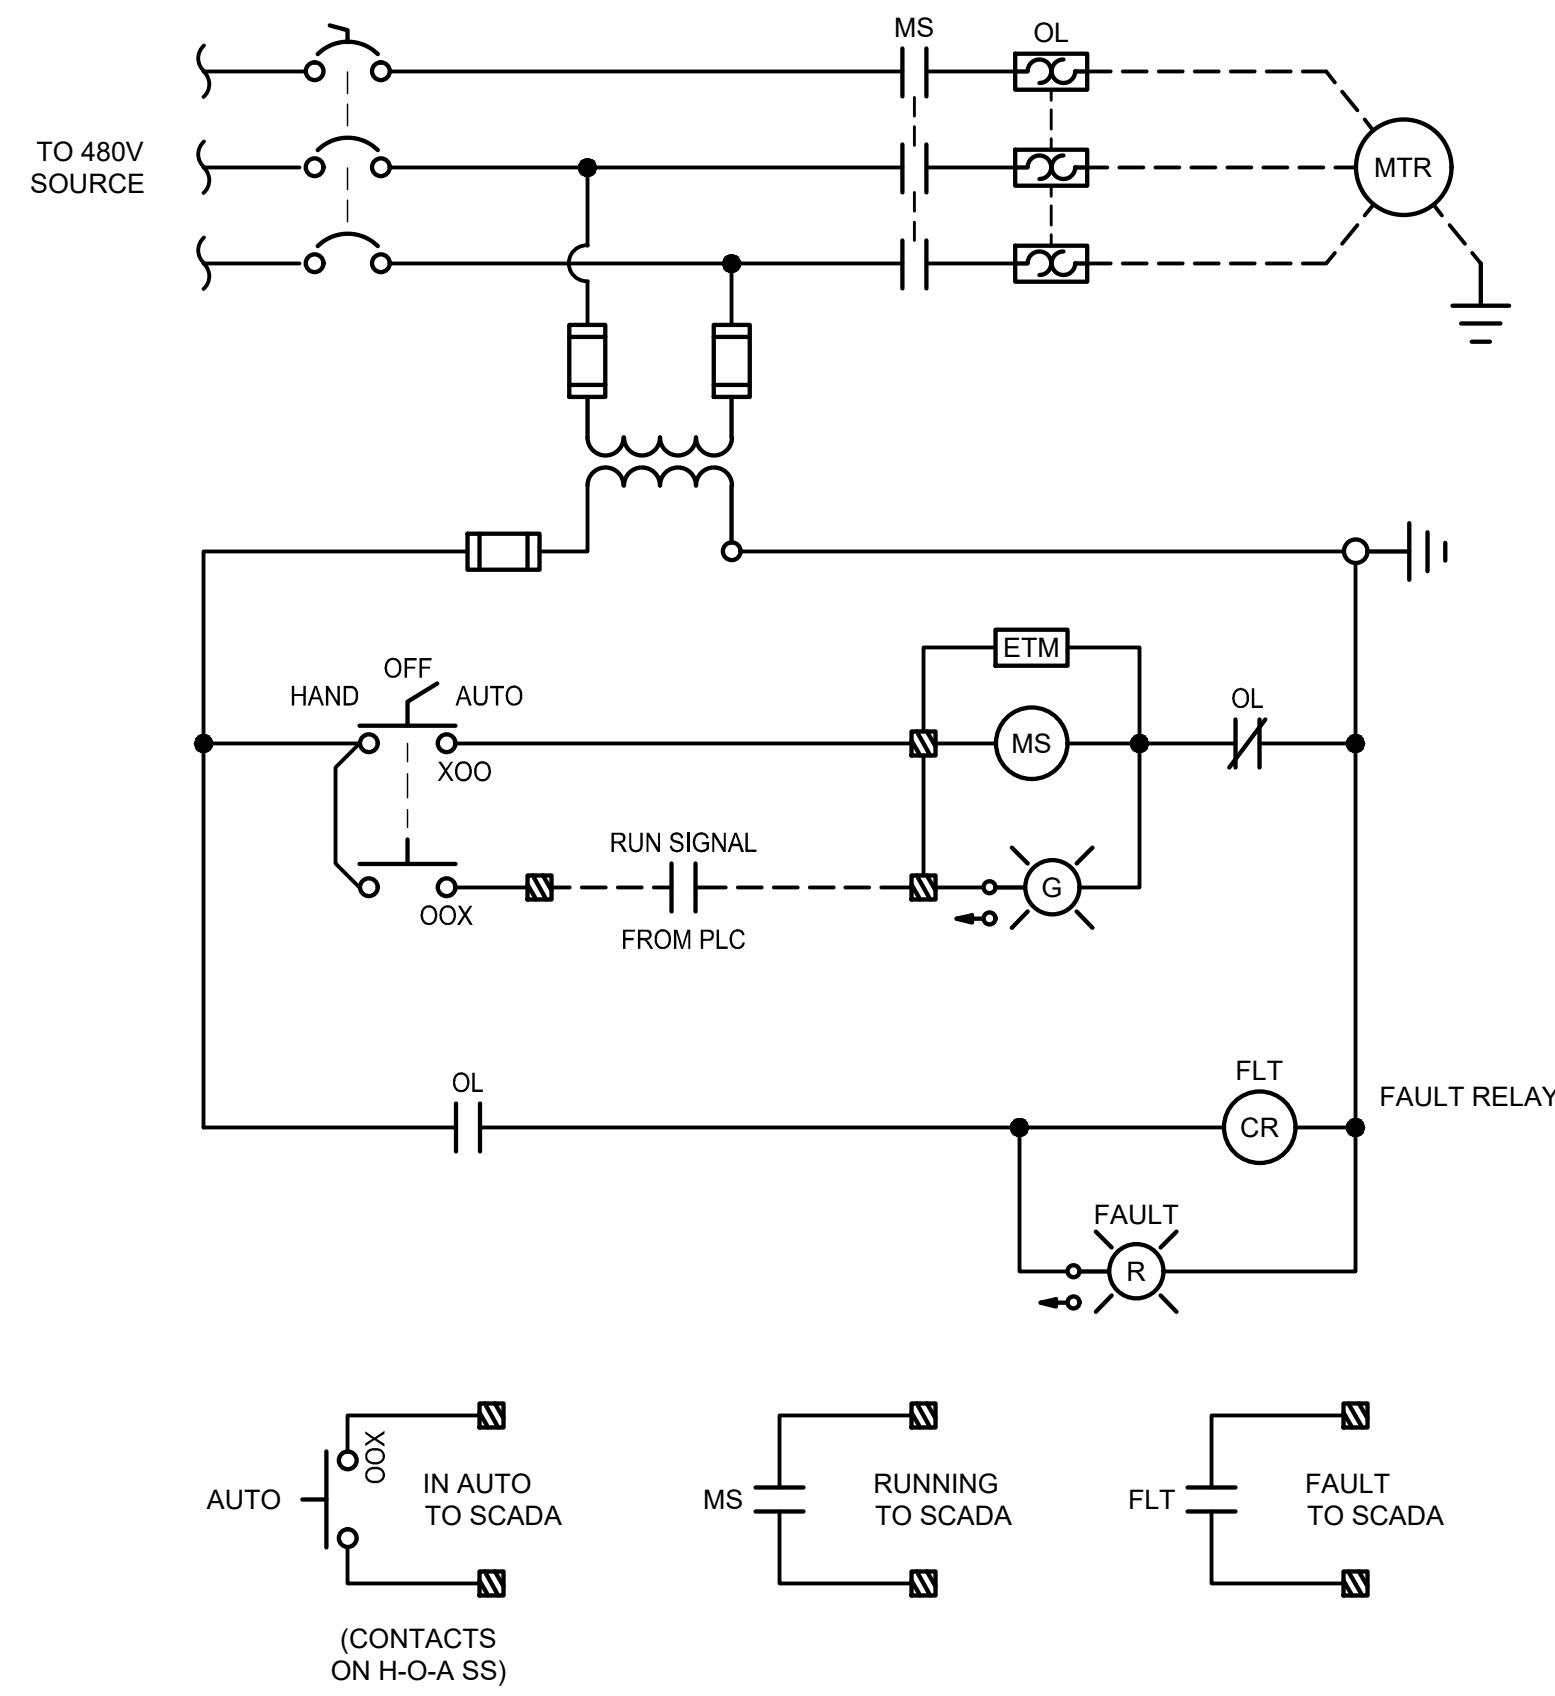 MS
OL
TO 480V
SOURCE
MTR
ETM
OFF
HAND
AUTO
OL
MS
XOO
RUN SIGNAL
G
OOX
FROM PLC
FLT
OL
FAULT RELAY
CR
FAULT
R
OOX
AUTO
IN AUTO
TO SCADA
MS
RUNNING
TO SCADA
FLT
FAULT
TO SCADA
(CONTACTS
ON H-O-A SS)